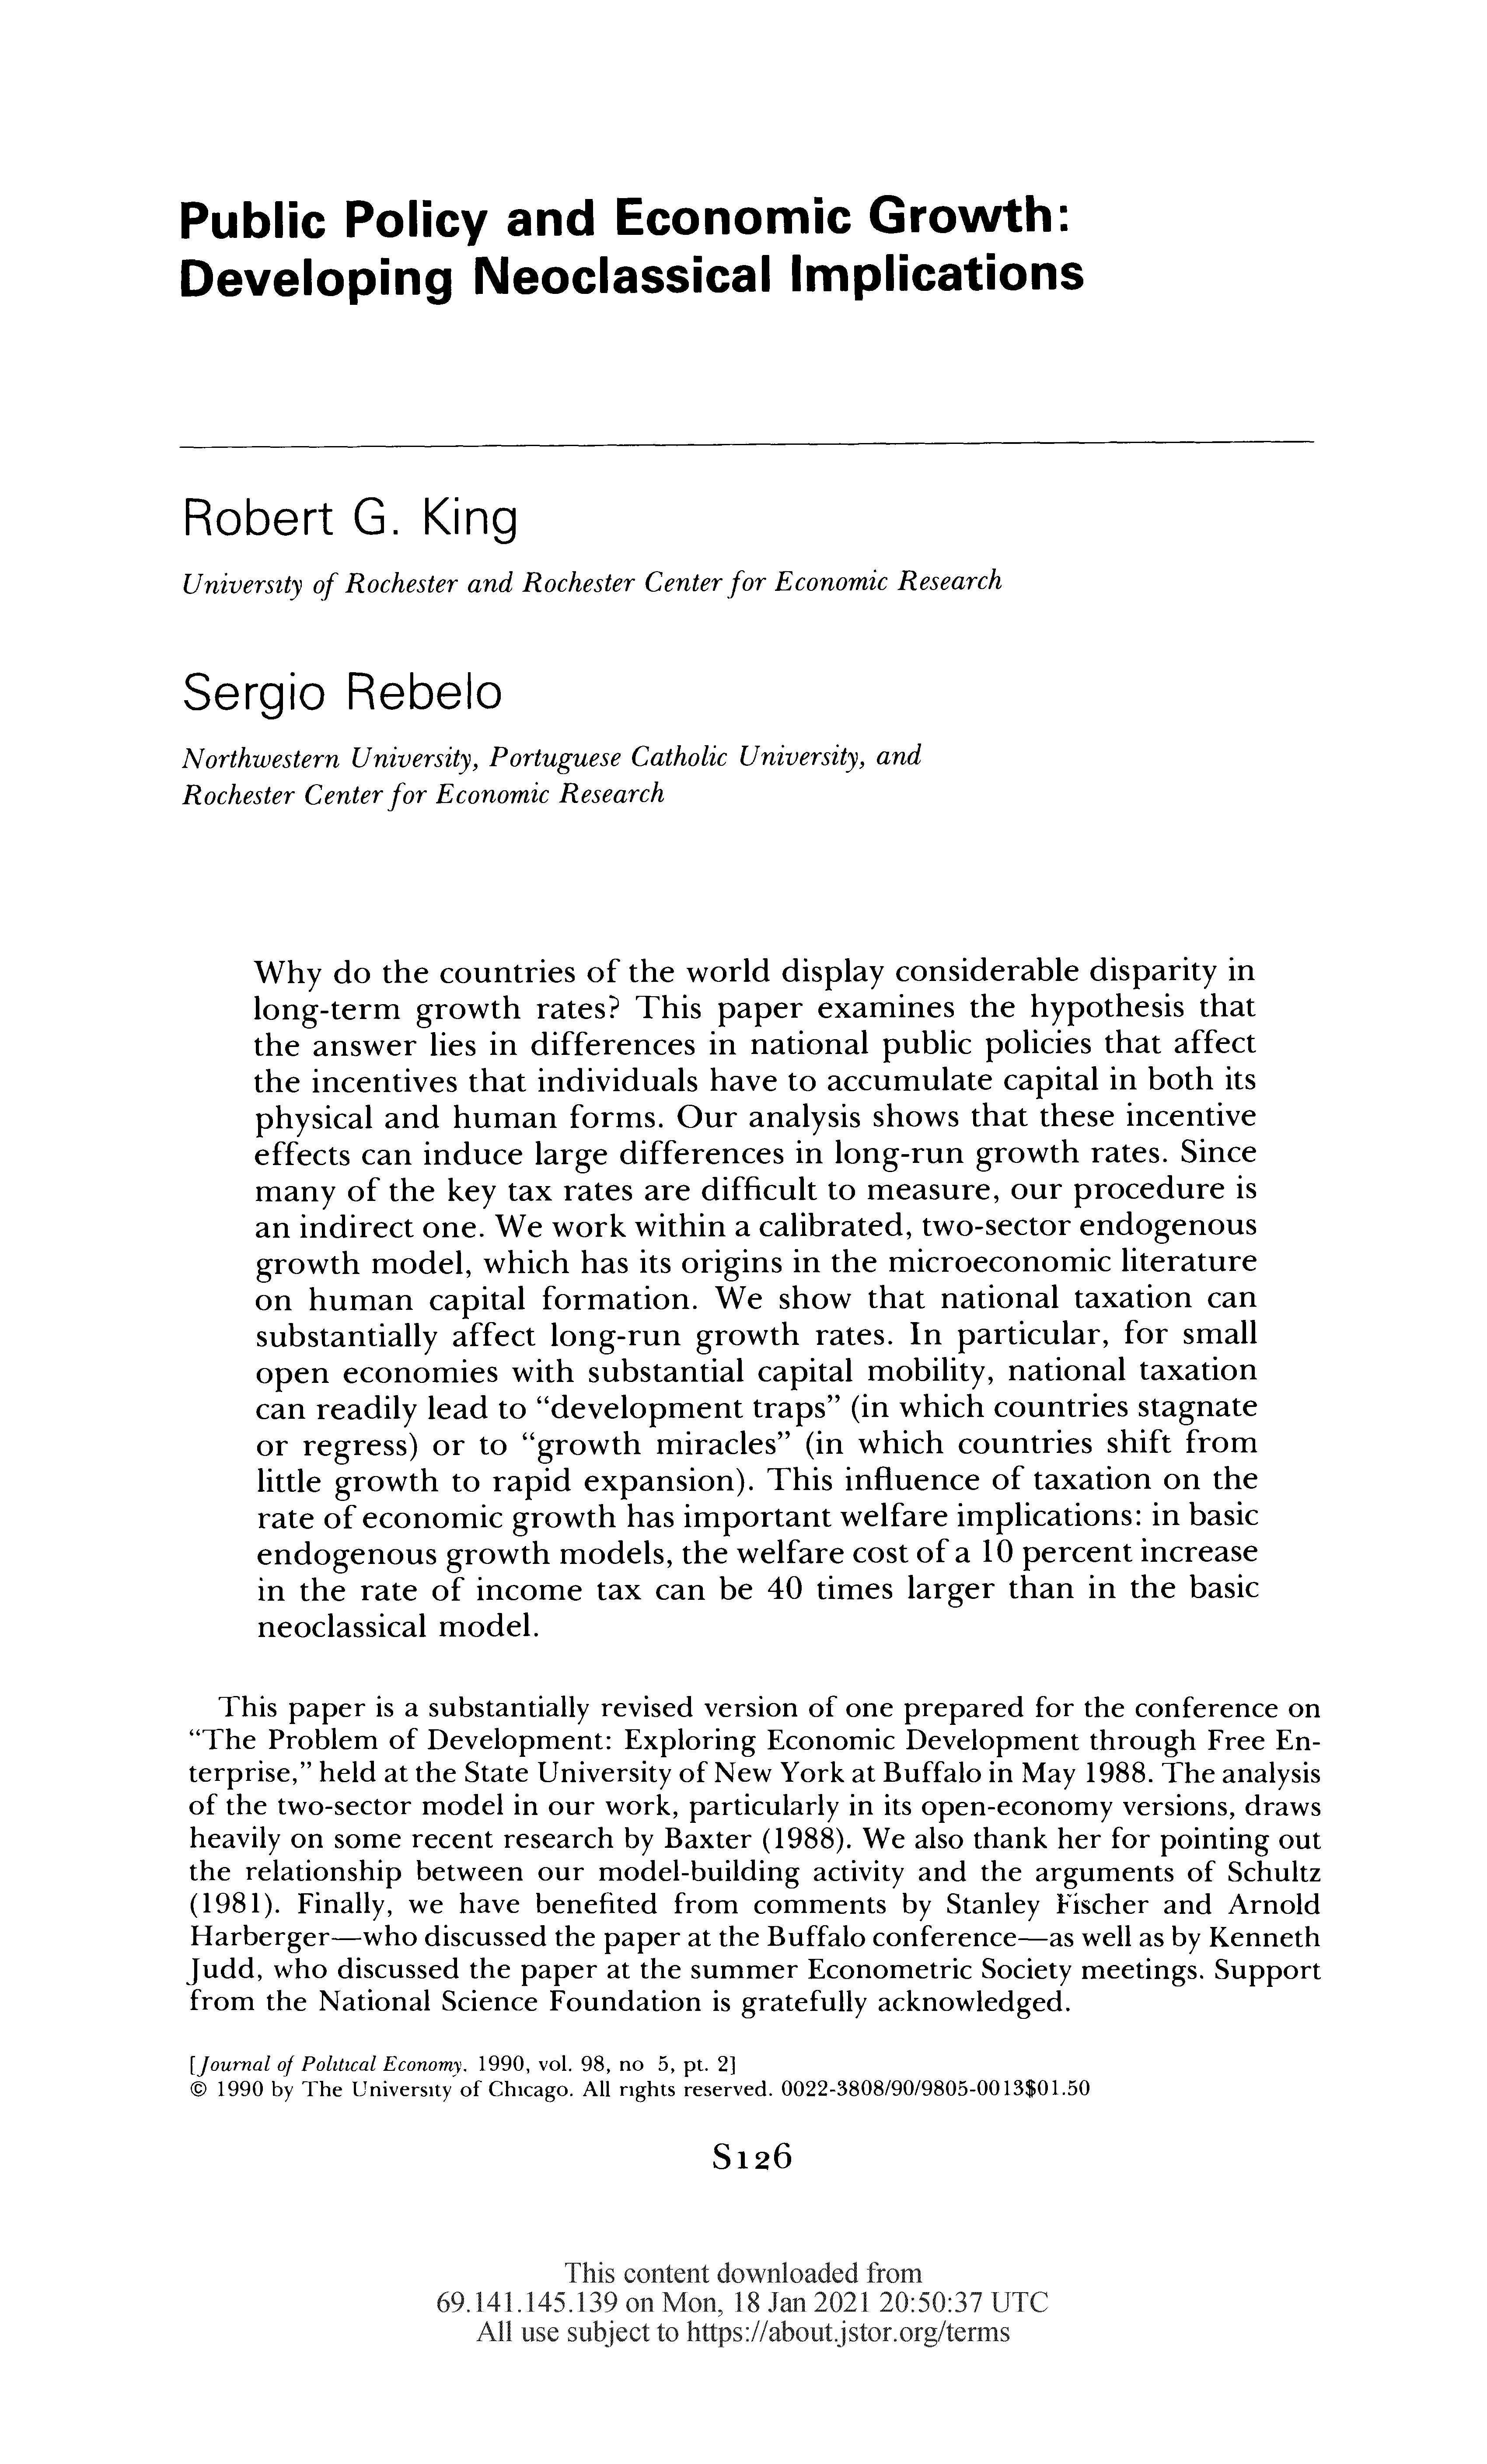 Public Policy and Economic Growth:
Developing Neoclassical Implications
Robert G. King
University of Rochester and Rochester Center for Economic Research
Sergio Rebelo
Northwestern University, Portuguese Catholic University, and
Rochester Center for Economic Research
Why do the countries of the world display considerable disparity in
long-term growth rates? This paper examines the hypothesis that
the answer lies in differences in national public policies that affect
the incentives that individuals have to accumulate capital in both its
physical and human forms. Our analysis shows that these incentive
effects can induce large differences in long-run growth rates. Since
many of the key tax rates are difficult to measure, our procedure is
an indirect one. We work within a calibrated, two-sector endogenous
growth model, which has its origins in the microeconomic literature
on human capital formation. We show that national taxation can
substantially affect long-run growth rates. In particular, for small
open economies with substantial capital mobility, national taxation
can readily lead to “development traps” (in which countries stagnate
or regress) or to “growth miracles” (in which countries shift from
little growth to rapid expansion). This influence of taxation on the
rate of economic growth has important welfare implications: in basic
endogenous growth models, the welfare cost of a 10 percent increase
in the rate of income tax can be 40 times larger than in the basic
neoclassical model.
This paper is a substantially revised version of one prepared for the conference on
“The Problem of Development: Exploring Economic Development through Free En-
terprise,” held at the State University of New York at Buffalo in May 1988. The analysis
of the two-sector model in our work, particularly in its open-economy versions, draws
heavily on some recent research by Baxter (1988). We also thank her for pointing out
the relationship between our model-building activity and the arguments of Schultz
(1981). Finally, we have benefited from comments by Stanley Fischer and Arnold
Harberger—who discussed the paper at the Buffalo conference—as well as by Kenneth
Judd, who discussed the paper at the summer Econometric Society meetings. Support
from the National Science Foundation is gratefully acknowledged.
[Journal of Political Economy. 1990, vol. 98, no 5, pt. 2]
© 1990 by The University of Chicago. All rights reserved. 0022-3808/90/9805-0013$01.50
S126
This content downloaded from
69.141.145.139 on Mon, 18 Jan 2021 20:50:37 UTC
All use subject to https://about.jstor.org/terms